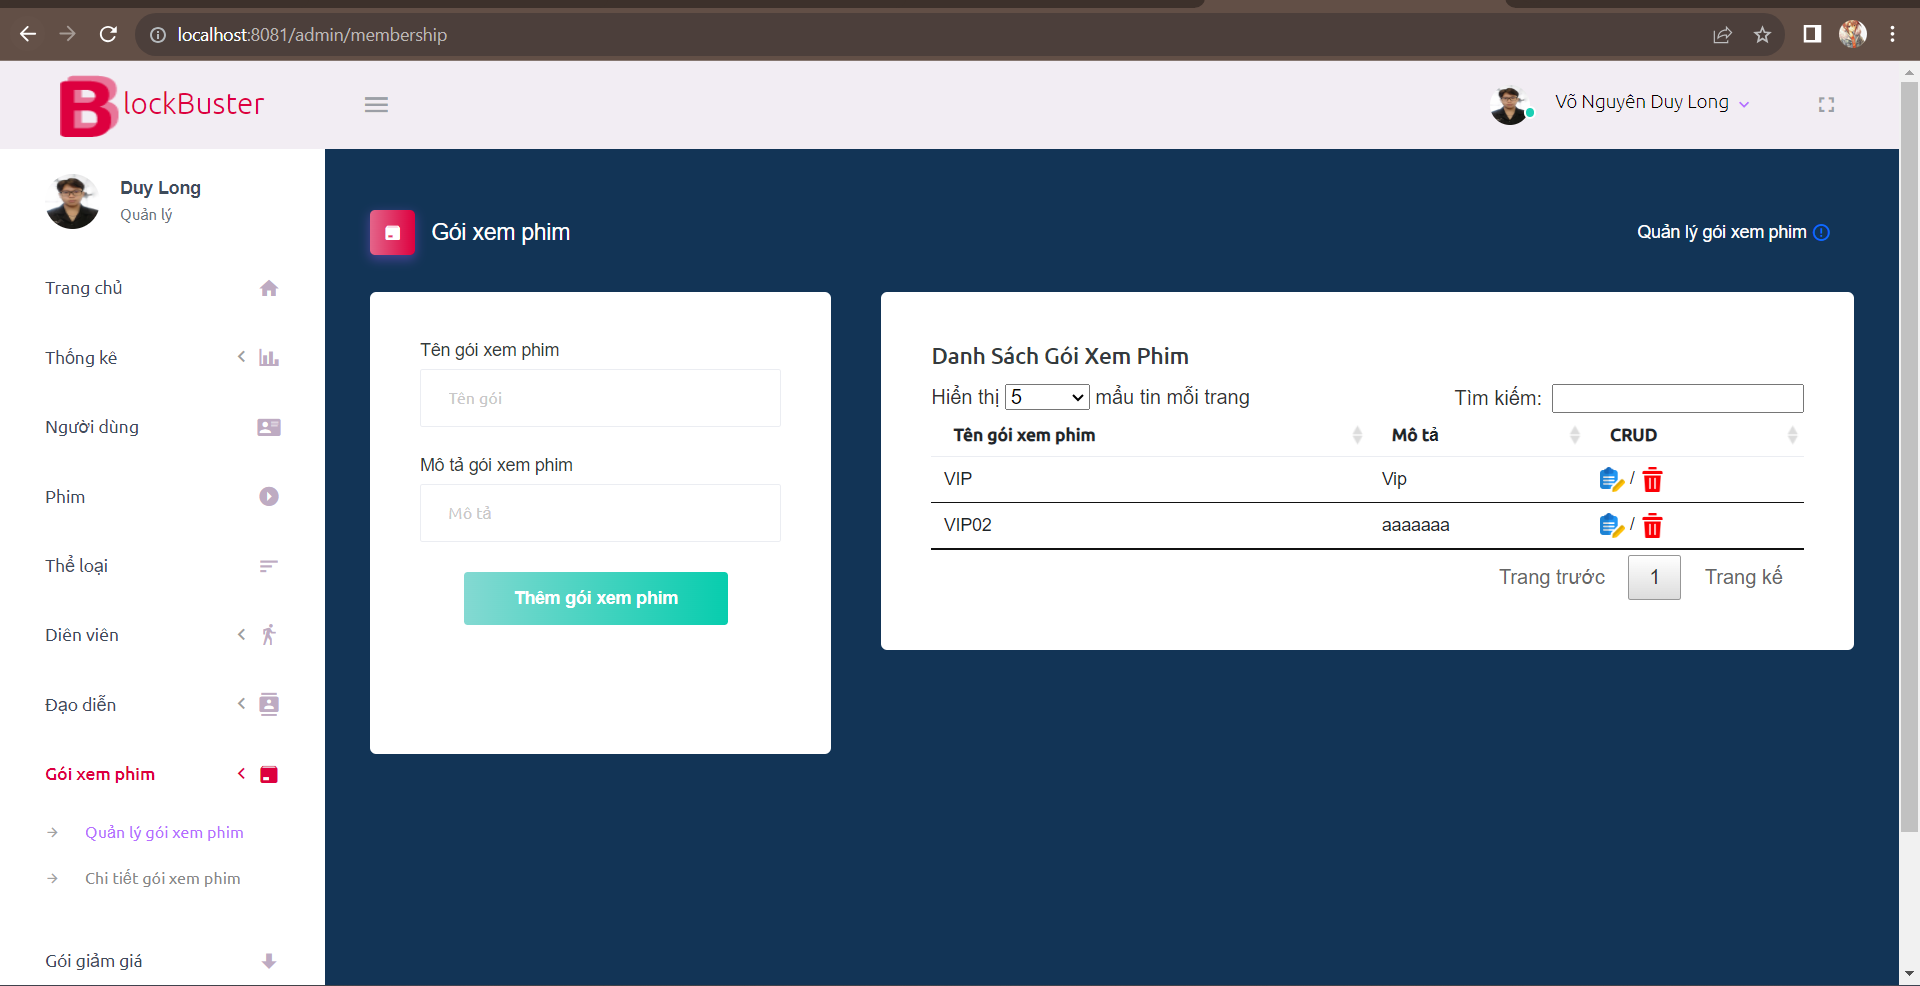 localhost:8081/admin/membership
BlockBuster
Võ Nguyên Duy Long
Duy Long
Quản lý
Trang chủ
Thống kê
Người dùng
Phim
Thể loại
Diên viên
Đạo diễn
Gói xem phim
Quản lý gói xem phim
Chi tiết gói xem phim
Gói giảm giá
Gói xem phim
Quản lý gói xem phim
Tên gói xem phim
Tên gói
Mô tả gói xem phim
Mô tả
Thêm gói xem phim
Danh Sách Gói Xem Phim
Hiển thị 5 mẩu tin mỗi trang
Tìm kiếm:
Tên gói xem phim Mô tả CRUD
VIP Vip /
VIP02 aaaaaaa /
Trang trước 1 Trang kế